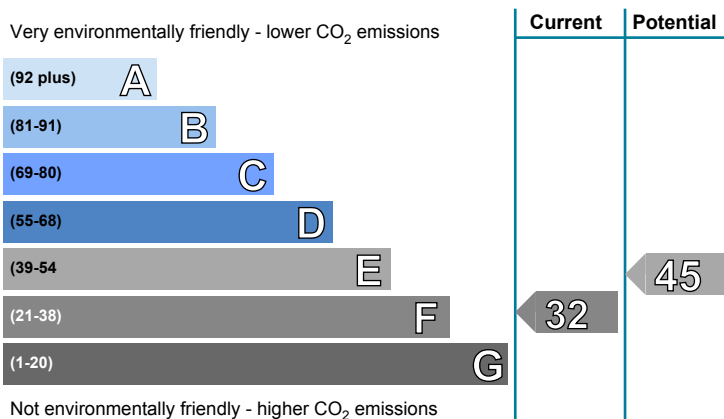 Current Potential
Very environmentally friendly - lower CO2 emissions
(92 plus) A
(81-91) B
(69-80) C
(55-68) D
(39-54 E
45
(21-38) F
32
(1-20) G
Not environmentally friendly - higher CO2 emissions